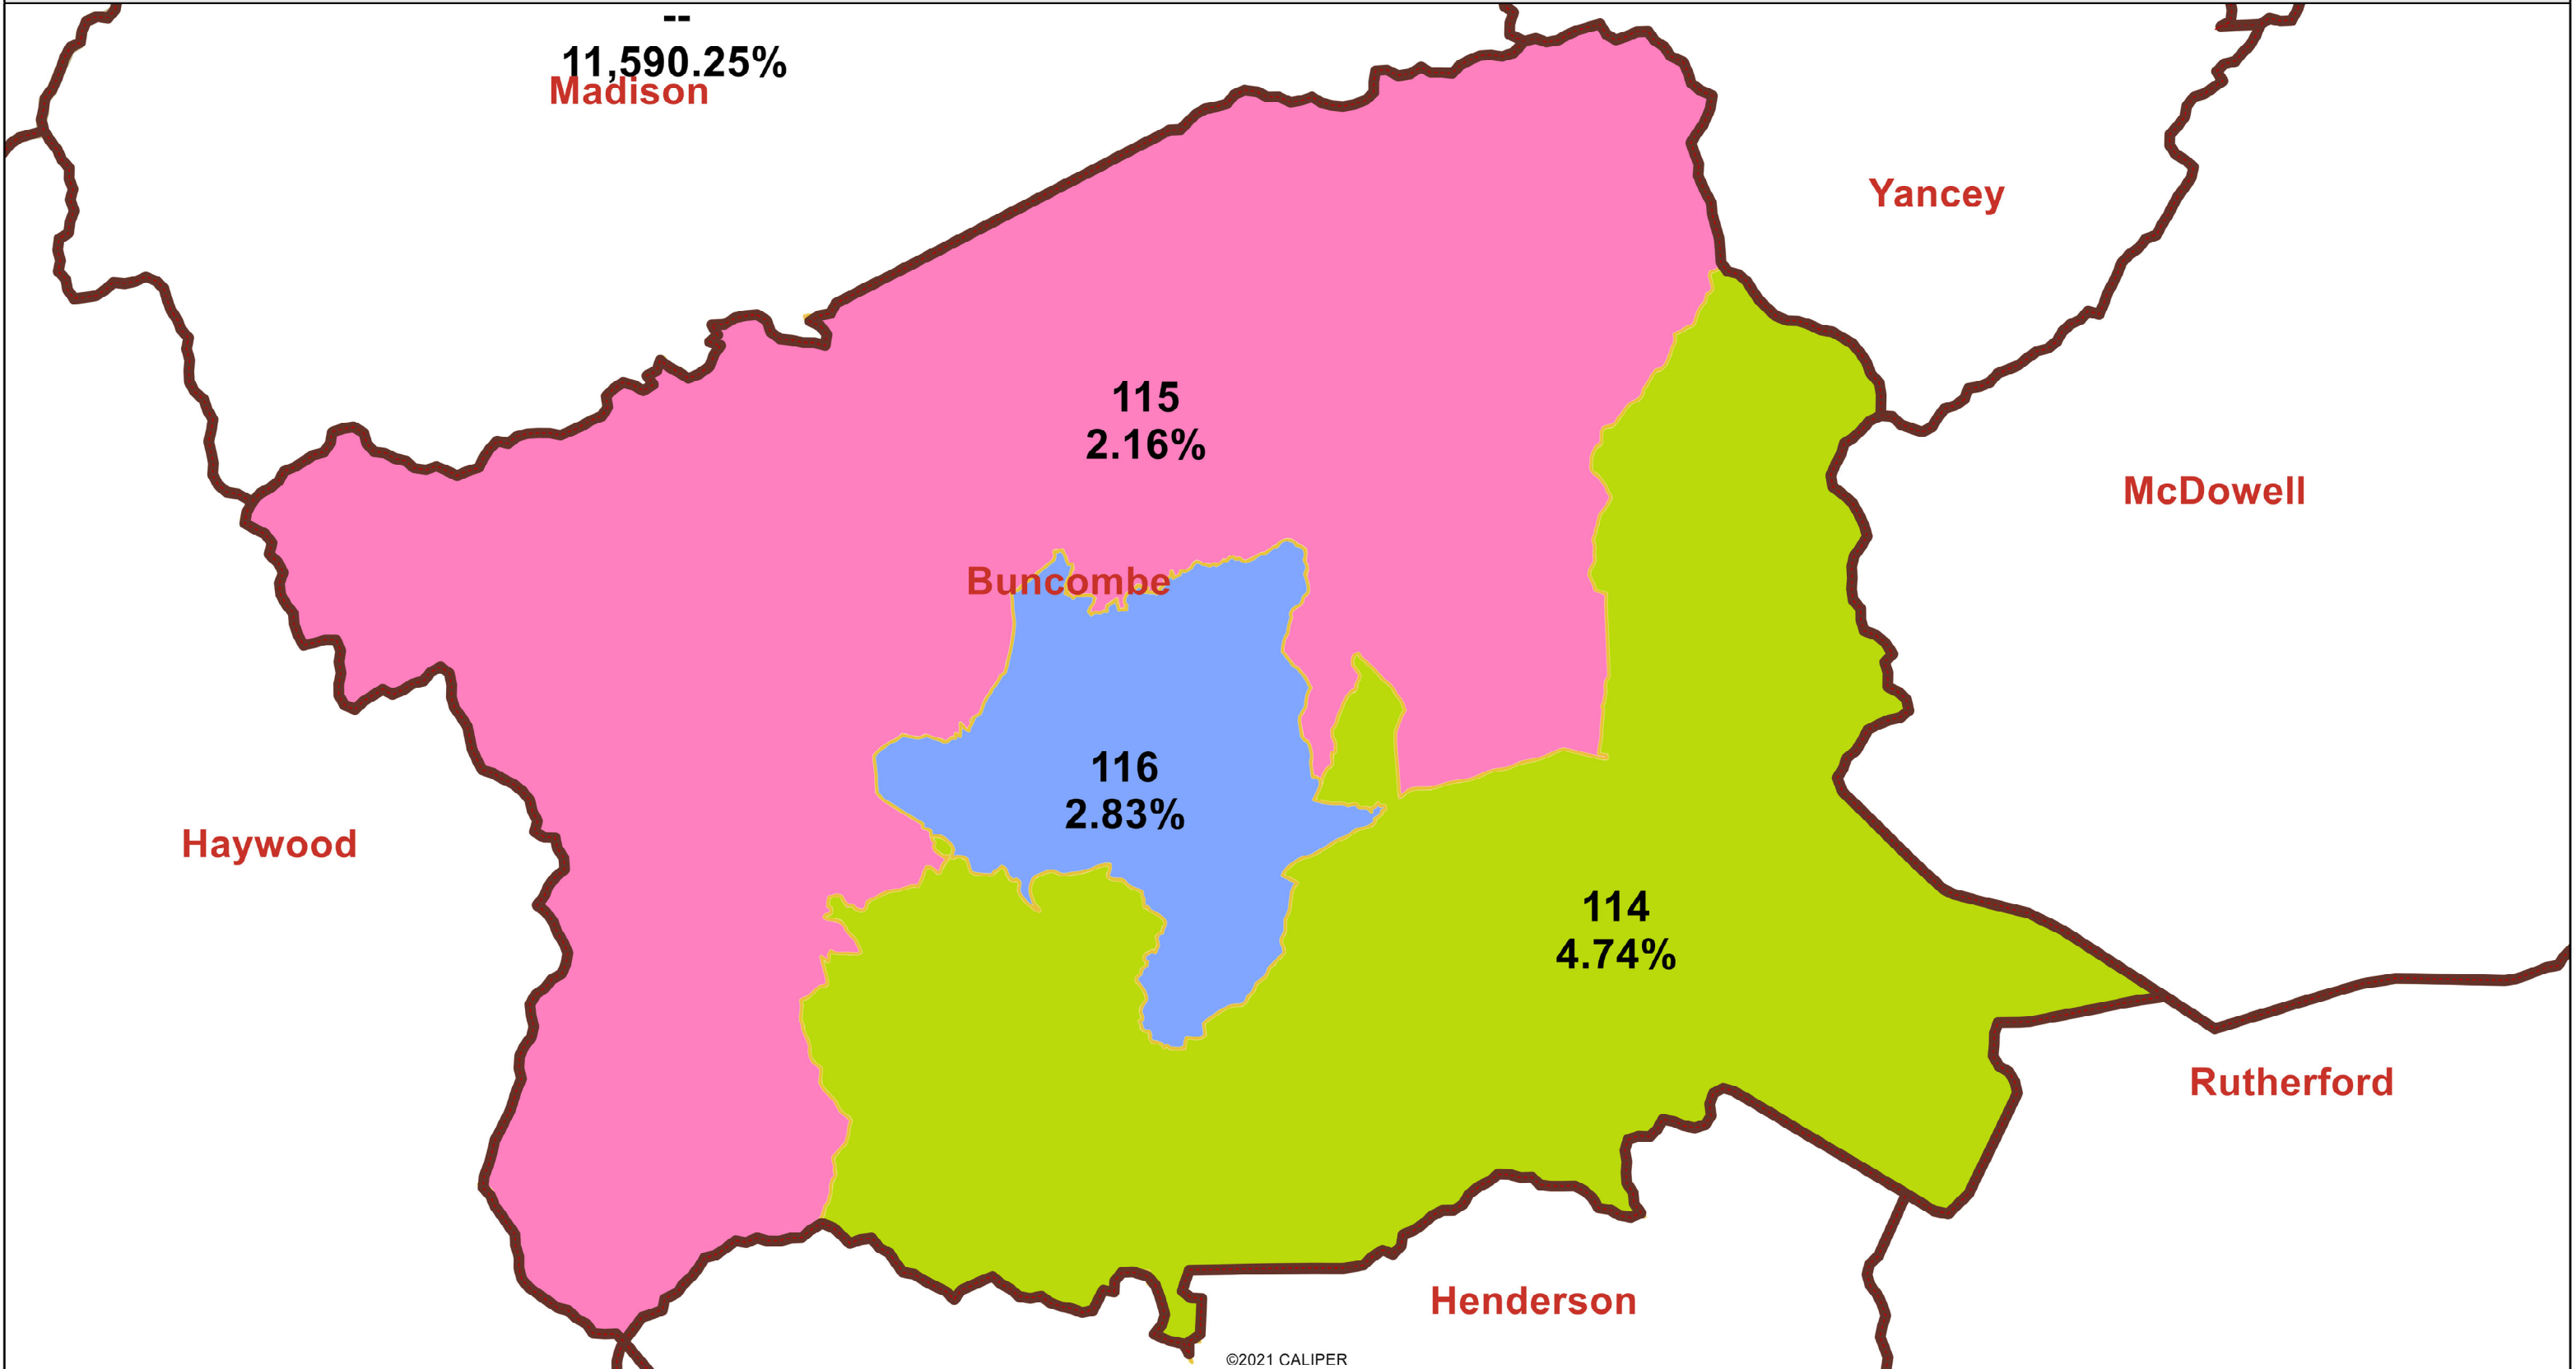 --
11,590.25%
Madison
Yancey
115
2.16%
McDowell
Buncombe
116
2.83%
Haywood
114
4.74%
Rutherford
Henderson
©2021 CALIPER